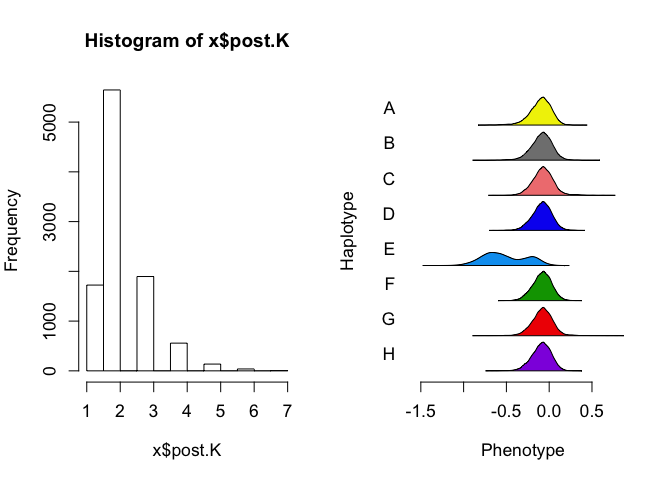 Histogram of x$post.K
Frequency
5000
3000
1000
0
1 2 3 4 5 6 7
x$post.K
Haplotype
A
B
C
D
E
F
G
H
-1.5 -0.5 0.0 0.5
Phenotype